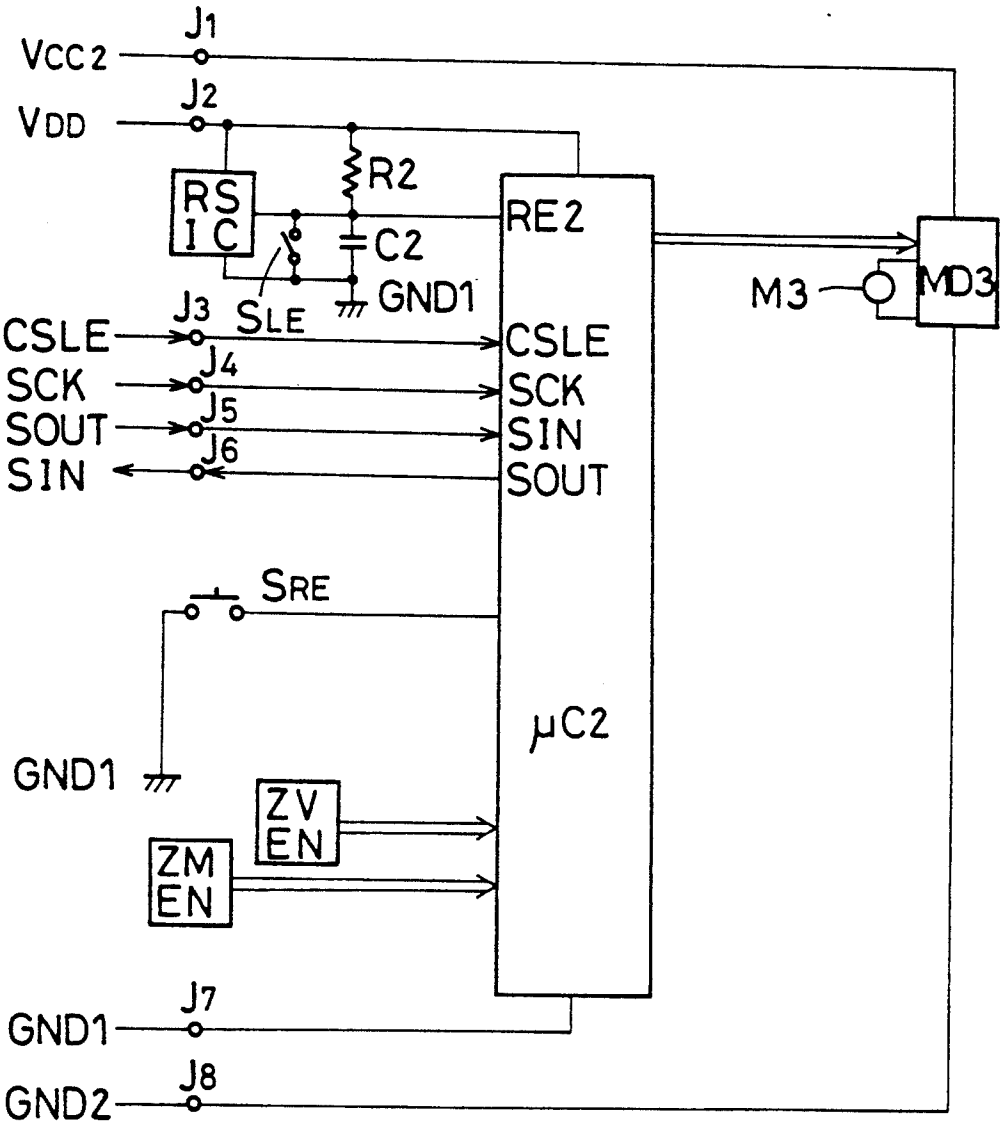 J1
VCC2
J2
VDD
RS
IC
R2
RE2
C2
GND1
SLE
M3
MD3
J3
CSLE
CSLE
J4
SCK
SCK
J5
SOUT
SIN
J6
SIN
SOUT
SRE
µC2
GND1
ZV
EN
ZM
EN
J7
GND1
J8
GND2